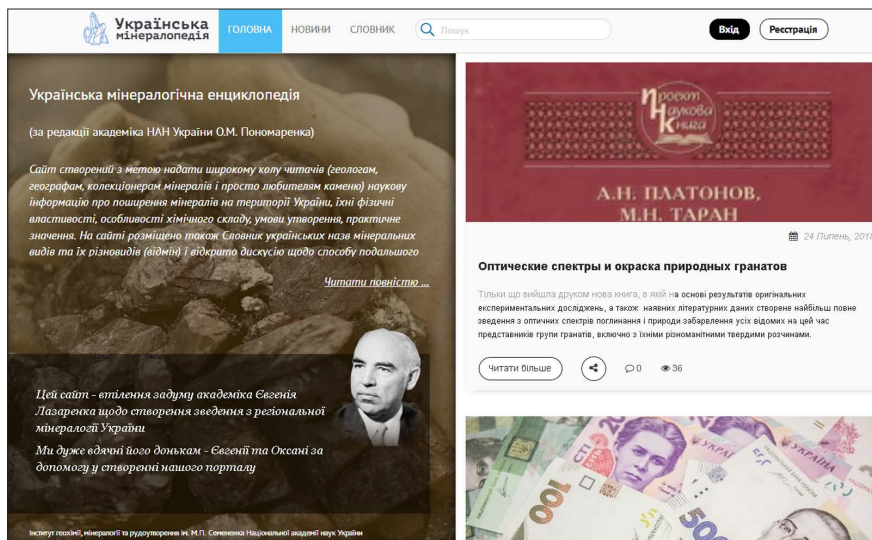 Українська
мінералопедія
ГОЛОВНА
НОВИНИ
СЛОВНИК
Пошук
Вхід
Реєстрація
Українська мінералогічна енциклопедія
(за редакції академіка НАН України О.М. Пономаренка)
Сайт створений з метою надати широкому колу читачів (геологам,
географам, колекціонерам мінералів і просто любителям каменю) наукову
інформацію про поширення мінералів на території України, їхні фізичні
властивості, особливості хімічного складу, умови утворення, практичне
значення. На сайті розміщено також Словник українських назв мінеральних
видів та їх різновидів (відмін) і відкрито дискусію щодо способу подальшого
Читати повністю ...
Цей сайт - втілення задуму академіка Євгенія
Лазаренка щодо створення зведення з регіональної
мінералогії України
Ми дуже вдячні його донькам - Євгенії та Оксані за
допомогу у створенні нашого порталу
Інститут геохімії, мінералогії та рудоутворення ім. М.П. Семененка Національної академії наук України
Проект
Наукова
Книга
А.Н. ПЛАТОНОВ,
М.Н. ТАРАН
24 Липень, 2018
Оптические спектры и окраска природных гранатов
Тільки що вийшла друком нова книга, в якій на основі результатів оригінальних
експериментальних досліджень, а також наявних літературних даних створене найбільш повне
зведення з оптичних спектрів поглинання і природи забарвлення усіх відомих на цей час
представників групи гранатів, включно з їхніми різноманітними твердими розчинами.
Читати більше
0
36
УКРАЇНА
100
500